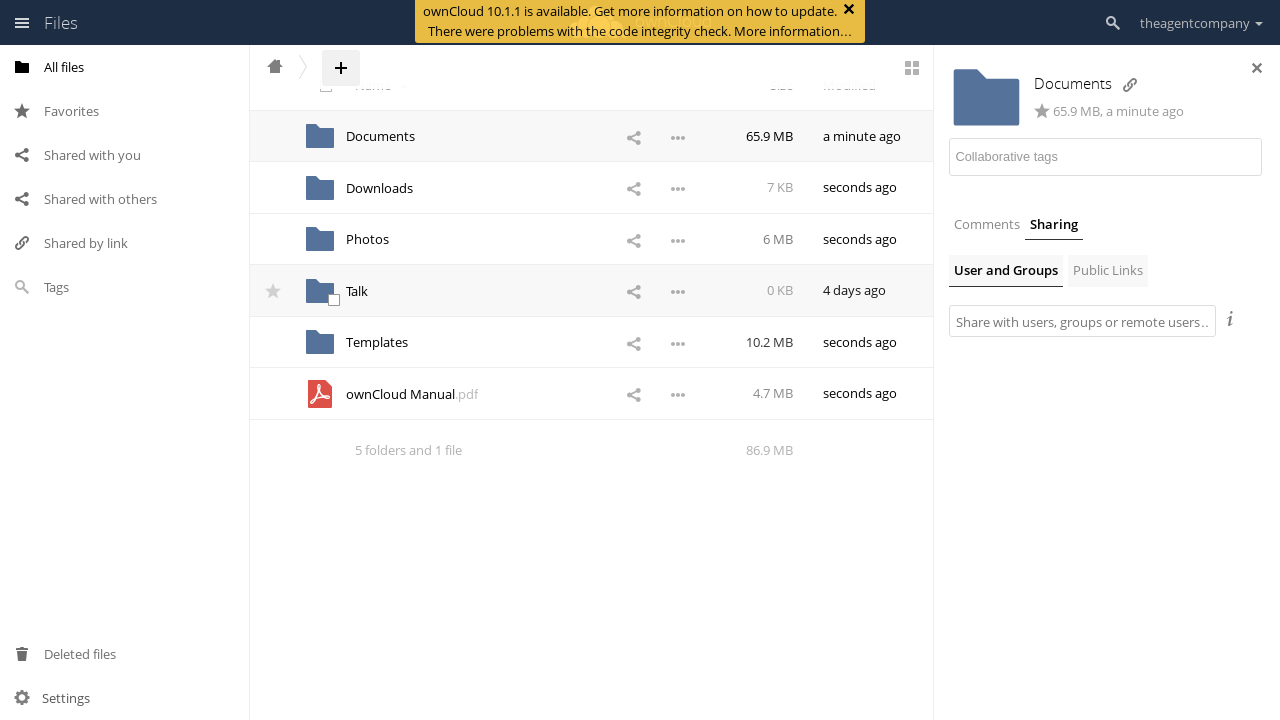 ownCloud 10.1.1 is available. Get more information on how to update.
There were problems with the code integrity check. More information…
Files
theagentcompany
All files
Favorites
Shared with you
Shared with others
Shared by link
Tags
Deleted files
Settings
Name
Size
Modified
Documents 65.9 MB a minute ago
Downloads 7 KB seconds ago
Photos 6 MB seconds ago
Talk 0 KB 4 days ago
Templates 10.2 MB seconds ago
ownCloud Manual.pdf 4.7 MB seconds ago
5 folders and 1 file 86.9 MB
Documents
65.9 MB, a minute ago
Collaborative tags
Comments Sharing
User and Groups Public Links
Share with users, groups or remote users…